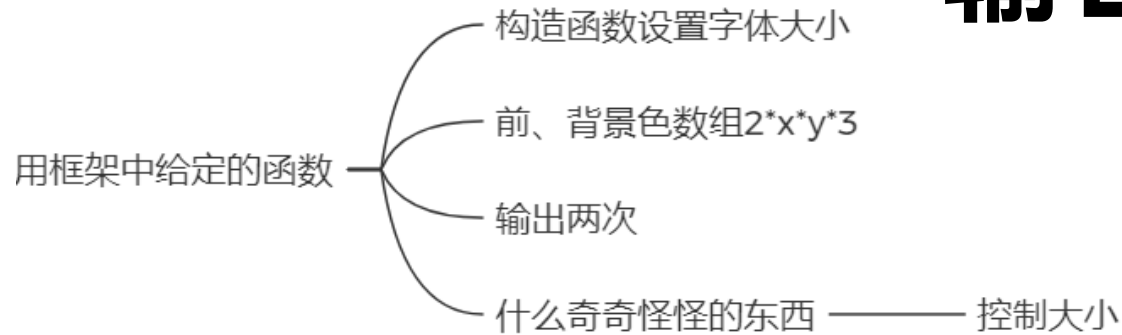 构造函数设置字体大小
前、背景色数组2*x*y*3
用框架中给定的函数
输出两次
什么奇奇怪怪的东西
控制大小